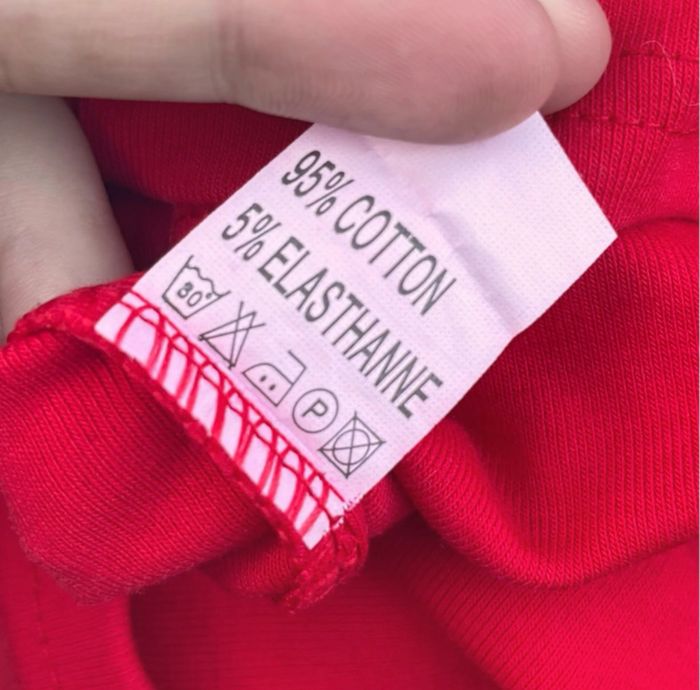 95% COTTON
5% ELASTHANNE
80°
P